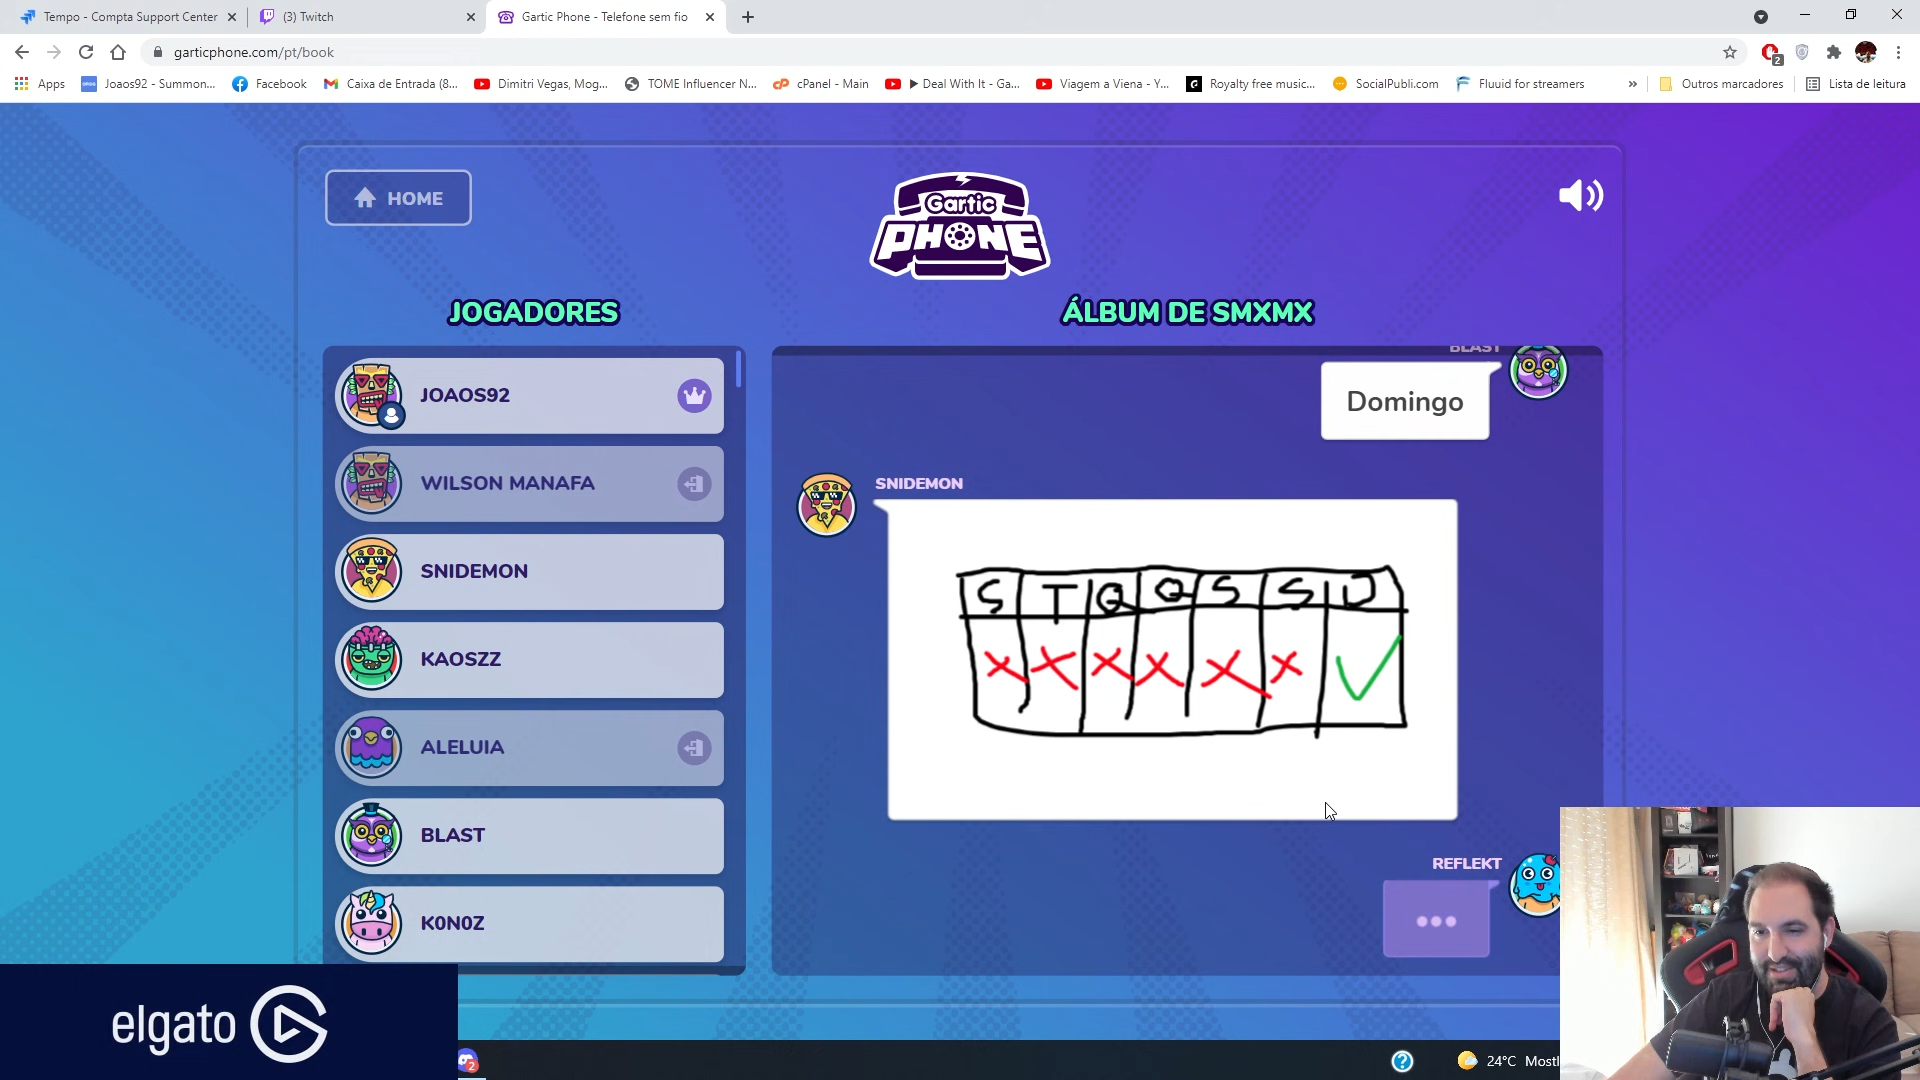 Tempo - Compta Support Center
(3) Twitch
Gartic Phone - Telefone sem fio
garticphone.com/pt/book
Apps
Joaos92 - Summon...
Facebook
Caixa de Entrada (8...
Dimitri Vegas, Mog...
TOME Influencer N...
cPanel - Main
▶ Deal With It - Ga...
Viagem a Viena - Y...
Royalty free music...
SocialPubli.com
Fluuid for streamers
»
Outros marcadores
Lista de leitura
2
HOME
Gartic
PHONE
JOGADORES
ÁLBUM DE SMXMX
JOAOS92
WILSON MANAFA
SNIDEMON
KAOSZZ
ALELUIA
BLAST
K0N0Z
BLAST
Domingo
SNIDEMON
S T Q Q S S D
REFLEKT
...
elgato
2
24°C Mostl